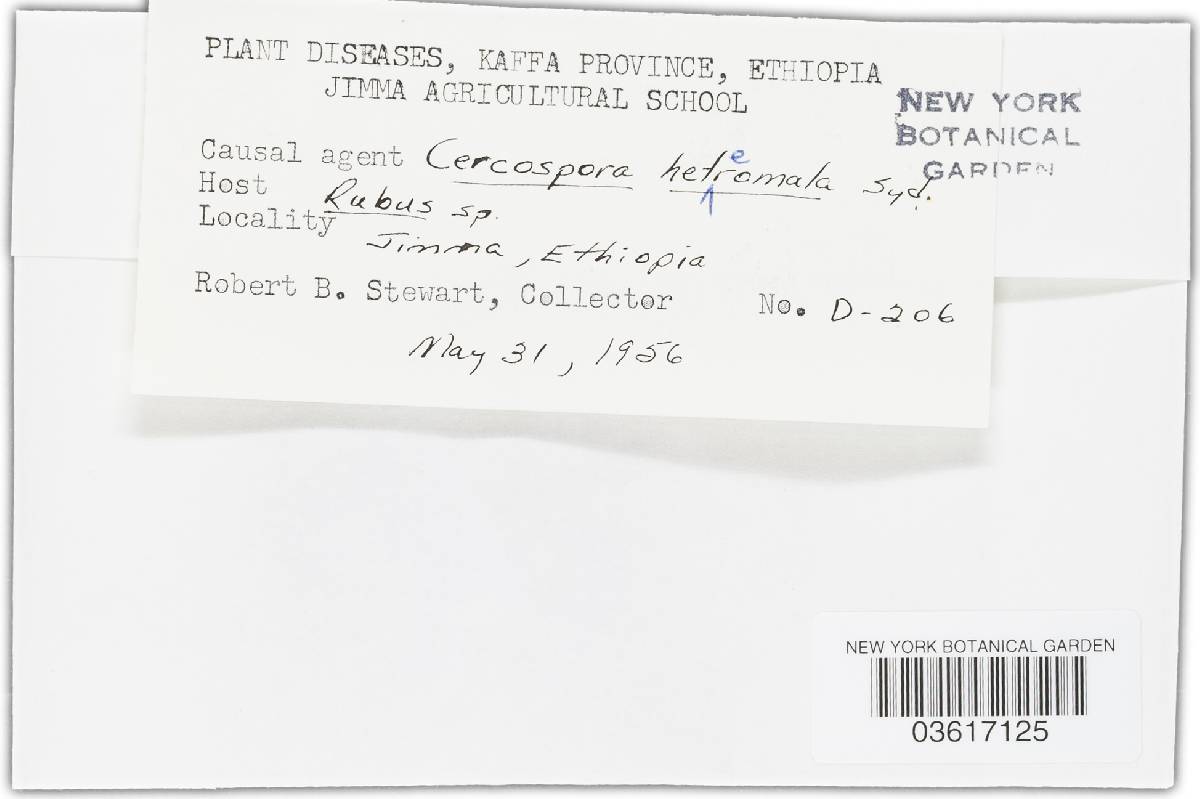 PLANT DISEASES, KAFFA PROVINCE, ETHIOPIA
JIMMA AGRICULTURAL SCHOOL
NEW YORK
BOTANICAL
GARDEN
Causal agent Cercospora heteromala Syd.
Host Rubus sp.
Locality Jimma, Ethiopia
Robert B. Stewart, Collector No. D-206
May 31, 1956
NEW YORK BOTANICAL GARDEN
03617125